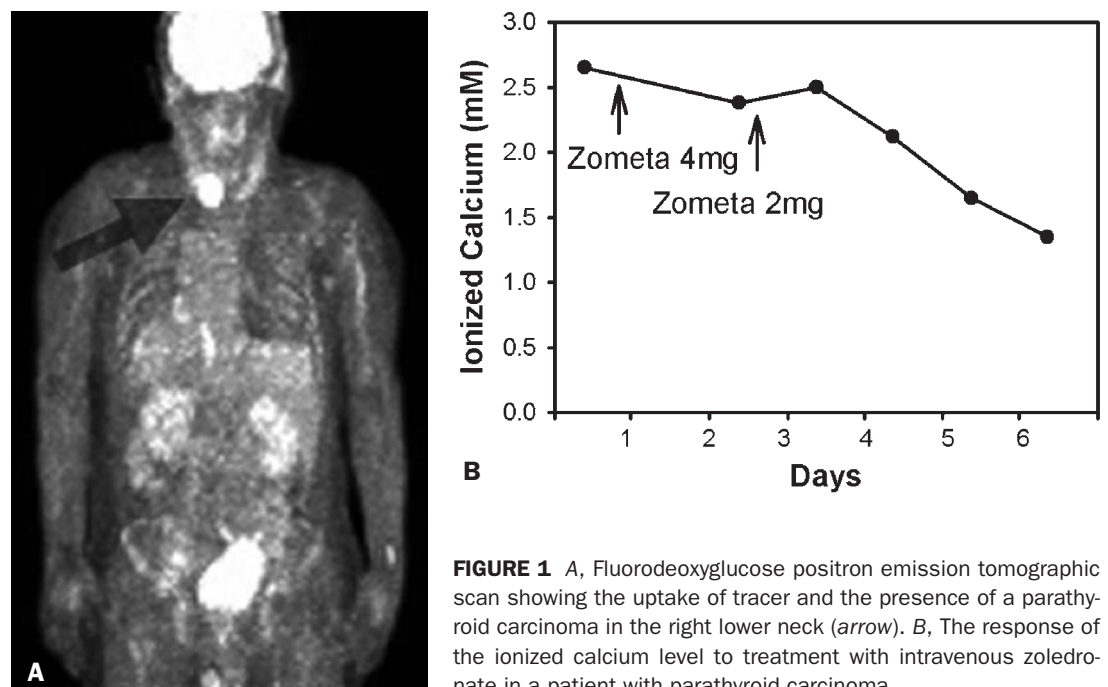 A
3.0
2.5
2.0
1.5
1.0
0.5
0.0
Ionized Calcium (mM)
Zometa 4mg
Zometa 2mg
1 2 3 4 5 6
Days
B
FIGURE 1 A, Fluorodeoxyglucose positron emission tomographic
scan showing the uptake of tracer and the presence of a parathy-
roid carcinoma in the right lower neck (arrow). B, The response of
the ionized calcium level to treatment with intravenous zoledro-
nate in a patient with parathyroid carcinoma